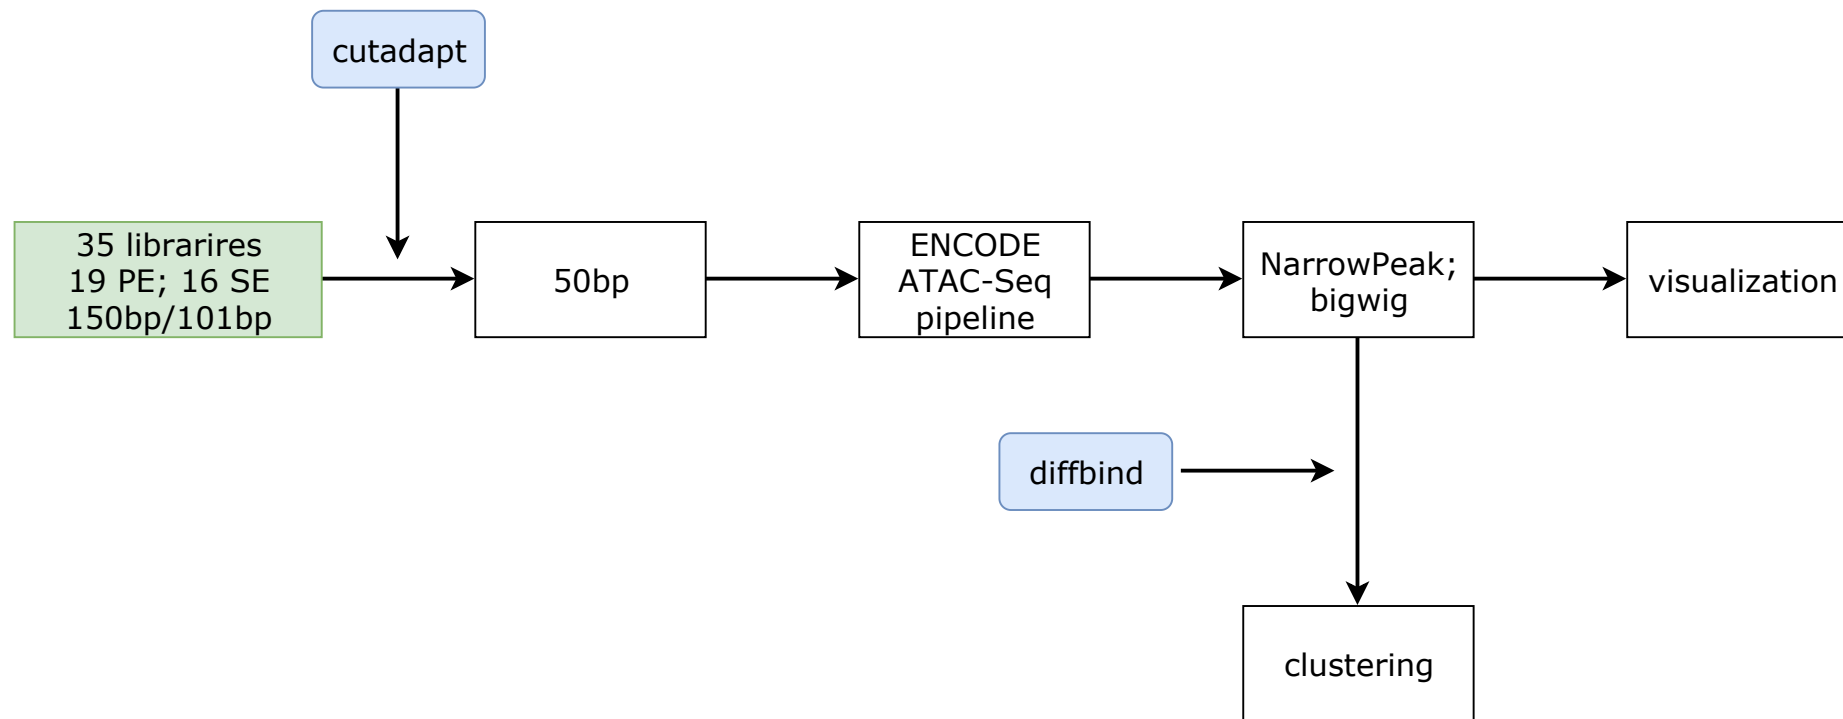 cutadapt
35 librarires
19 PE; 16 SE
150bp/101bp
50bp
ENCODE
ATAC-Seq
pipeline
NarrowPeak;
bigwig
visualization
diffbind
clustering